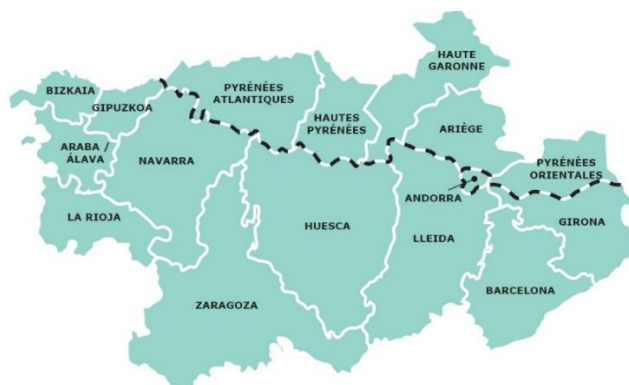 HAUTE
GARONNE
BIZKAIA
GIPUZKOA
PYRÉNÉES
ATLANTIQUES
HAUTES
PYRÉNÉES
ARIÈGE
ARABA /
ÁLAVA
NAVARRA
PYRÉNÉES
ORIENTALES
ANDORRA
LA RIOJA
HUESCA
LLEIDA
GIRONA
ZARAGOZA
BARCELONA